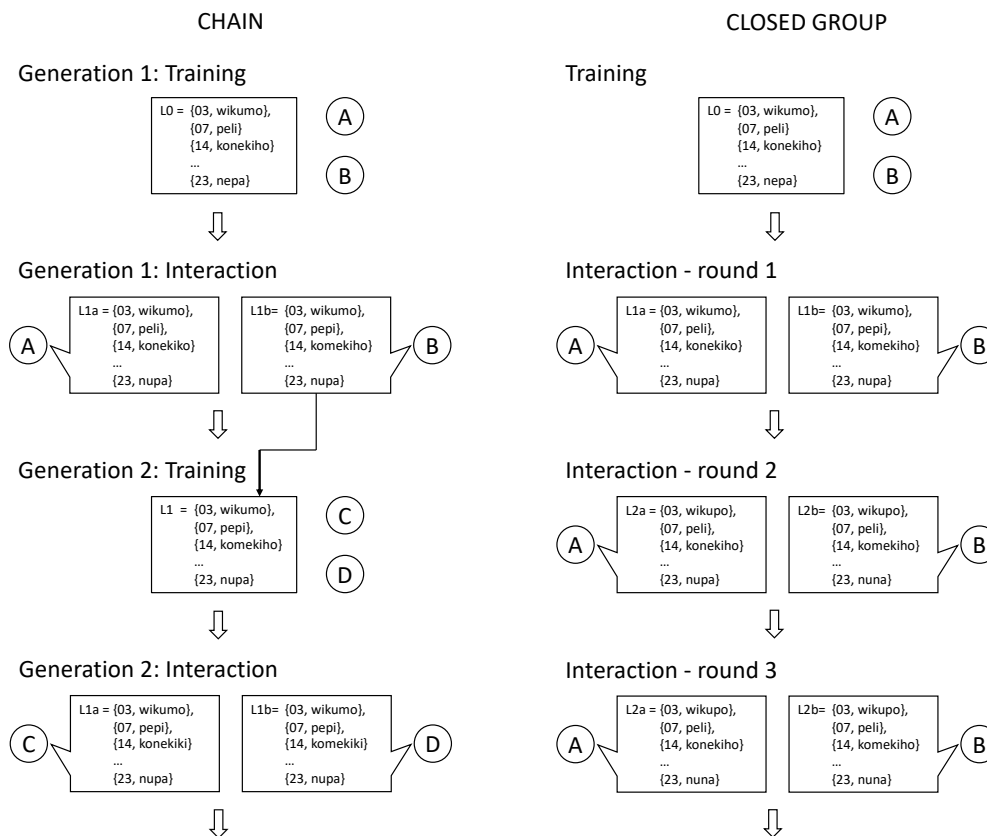 CHAIN
Generation 1: Training
L0 = {03, wikumo},
{07, peli}
{14, konekiho}
...
{23, nepa}
A
B
Generation 1: Interaction
A
L1a = {03, wikumo},
{07, peli},
{14, konekiko}
...
{23, nupa}
L1b= {03, wikumo},
{07, pepi},
{14, komekiho}
...
{23, nupa}
B
Generation 2: Training
L1 = {03, wikumo},
{07, pepi},
{14, komekiho}
...
{23, nupa}
C
D
Generation 2: Interaction
C
L1a = {03, wikumo},
{07, pepi},
{14, konekiki}
...
{23, nupa}
L1b= {03, wikumo},
{07, pepi},
{14, komekiki}
...
{23, nupa}
D
CLOSED GROUP
Training
L0 = {03, wikumo},
{07, peli}
{14, konekiho}
...
{23, nepa}
A
B
Interaction - round 1
A
L1a = {03, wikumo},
{07, peli},
{14, konekiko}
...
{23, nupa}
L1b= {03, wikumo},
{07, pepi},
{14, komekiho}
...
{23, nupa}
B
Interaction - round 2
A
L2a = {03, wikupo},
{07, peli},
{14, konekiho}
...
{23, nupa}
L2b= {03, wikupo},
{07, peli},
{14, komekiho}
...
{23, nuna}
B
Interaction - round 3
A
L2a = {03, wikupo},
{07, peli},
{14, konekiho}
...
{23, nuna}
L2b= {03, wikupo},
{07, peli},
{14, komekiho}
...
{23, nuna}
B